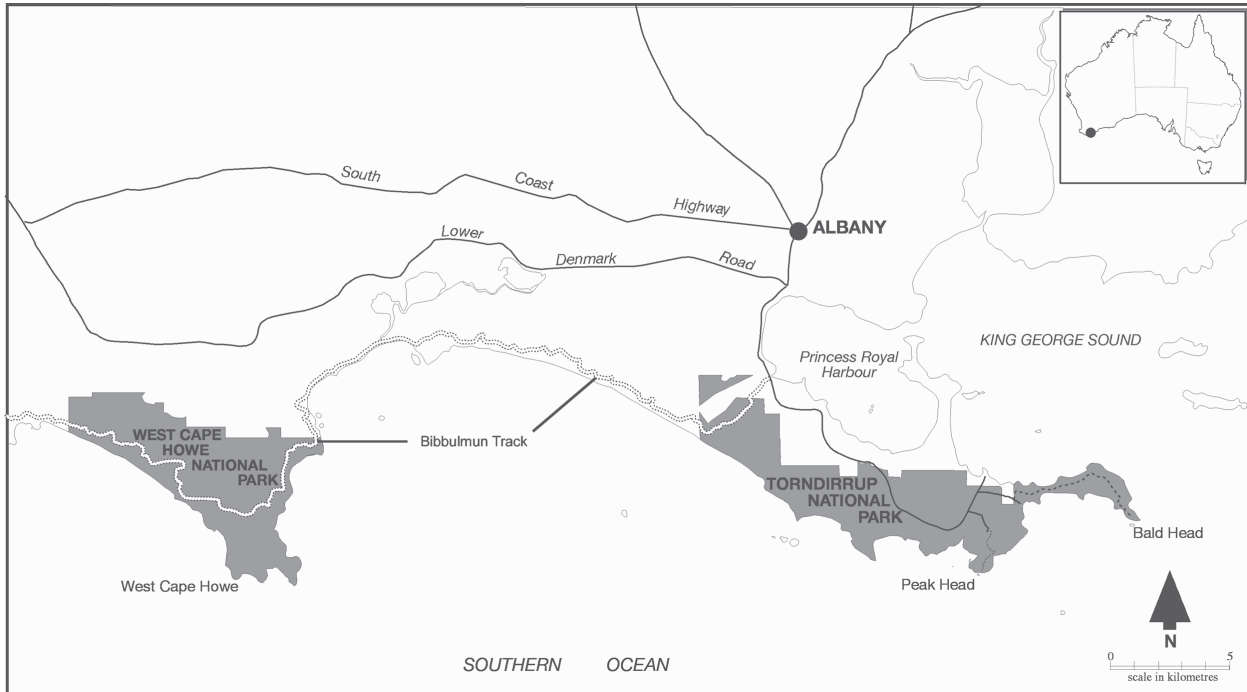 South Coast Highway
ALBANY
Lower Denmark Road
KING GEORGE SOUND
Princess Royal
Harbour
WEST CAPE
HOWE
NATIONAL
PARK
Bibbulmun Track
TORNDIRRUP
NATIONAL
PARK
Bald Head
West Cape Howe
Peak Head
N
SOUTHERN OCEAN
0 5
scale in kilometres